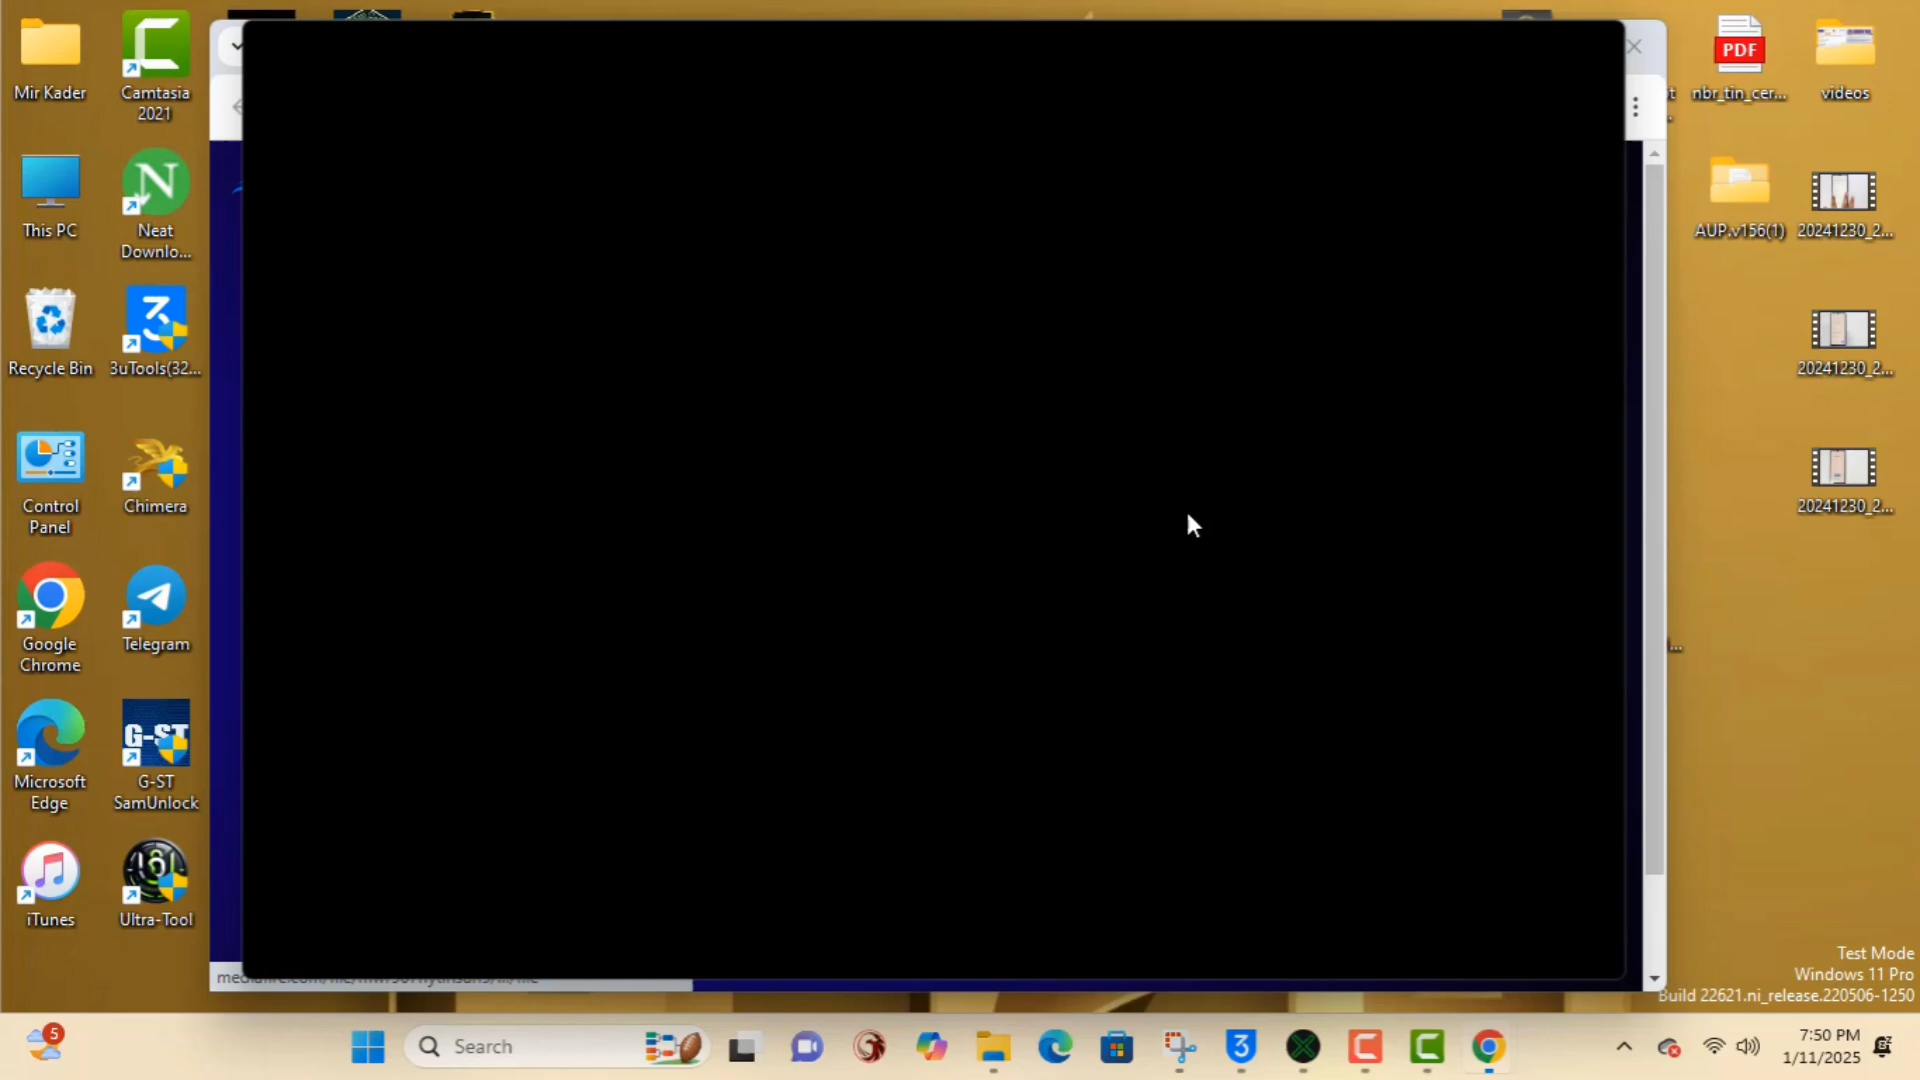 Mir Kader
Camtasia
2021
This PC
Neat
Downlo...
Recycle Bin
3uTools(32...
Control
Panel
Chimera
Google
Chrome
Telegram
Microsoft
Edge
G-ST
G-ST
SamUnlock
iTunes
Ultra-Tool
PDF
nbr_tin_cer...
videos
AUP.v156(1)
20241230_2...
20241230_2...
20241230_2...
Test Mode
Windows 11 Pro
Build 22621.ni_release.220506-1250
5
Search
7:50 PM
1/11/2025